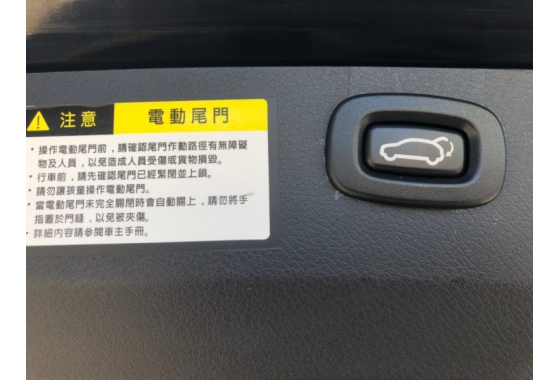 注意 電動尾門
・操作電動尾門前，請確認尾門作動路徑有無障礙
物及人員，以免造成人員受傷或貨物損毀。
・行車前，請先確認尾門已經緊閉並上鎖。
・請勿讓孩童操作電動尾門。
・當電動尾門未完全關閉時會自動關上，請勿將手
指置於門縫，以免被夾傷。
・詳細內容請參閱車主手冊。